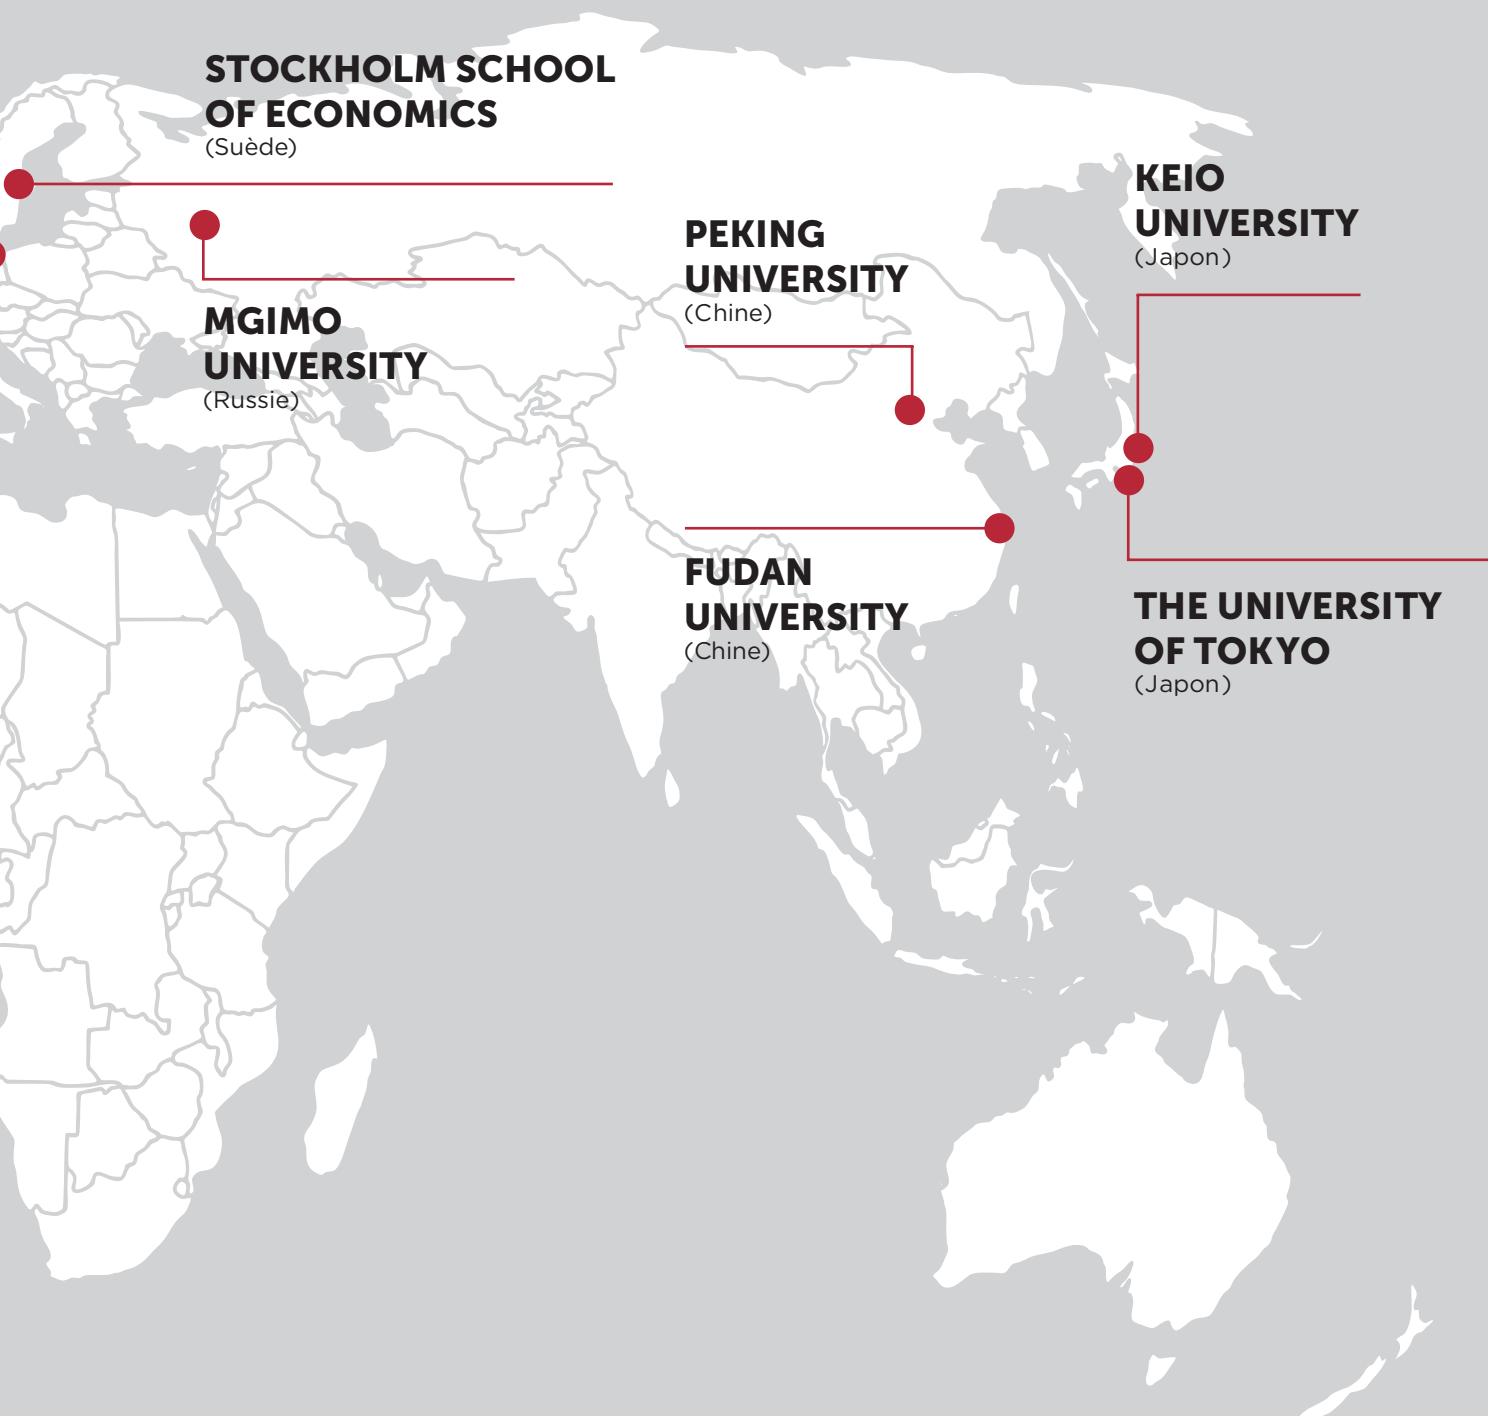 STOCKHOLM SCHOOL
OF ECONOMICS
(Suède)
MGIMO
UNIVERSITY
(Russie)
PEKING
UNIVERSITY
(Chine)
FUDAN
UNIVERSITY
(Chine)
KEIO
UNIVERSITY
(Japon)
THE UNIVERSITY
OF TOKYO
(Japon)